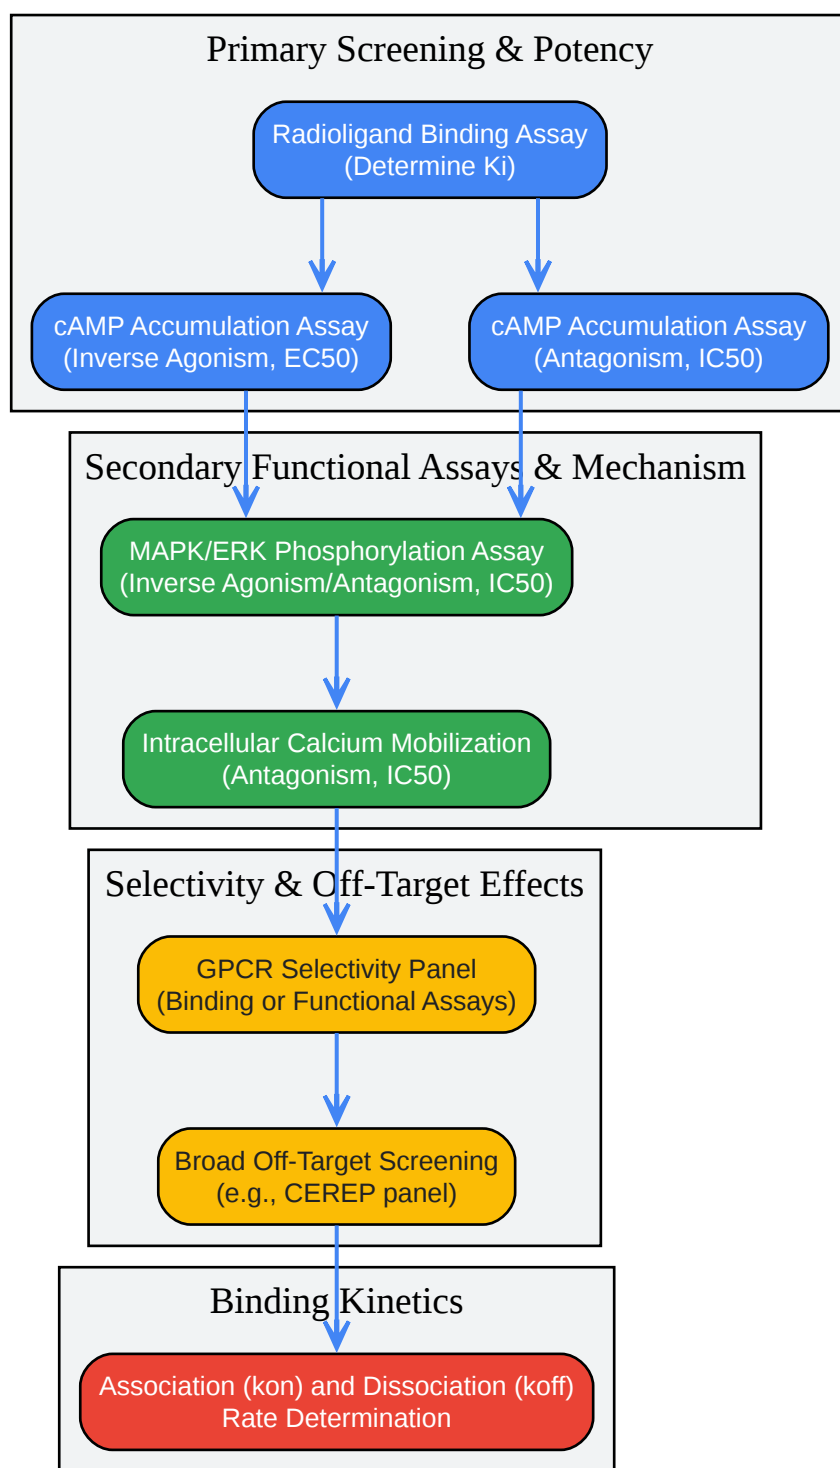 Primary Screening & Potency
Radioligand Binding Assay
(Determine Ki)
cAMP Accumulation Assay
(Inverse Agonism, EC50)
cAMP Accumulation Assay
(Antagonism, IC50)
Secondary Functional Assays & Mechanism
MAPK/ERK Phosphorylation Assay
(Inverse Agonism/Antagonism, IC50)
Intracellular Calcium Mobilization
(Antagonism, IC50)
Selectivity & Off-Target Effects
GPCR Selectivity Panel
(Binding or Functional Assays)
Broad Off-Target Screening
(e.g., CEREP panel)
Binding Kinetics
Association (kon) and Dissociation (koff)
Rate Determination